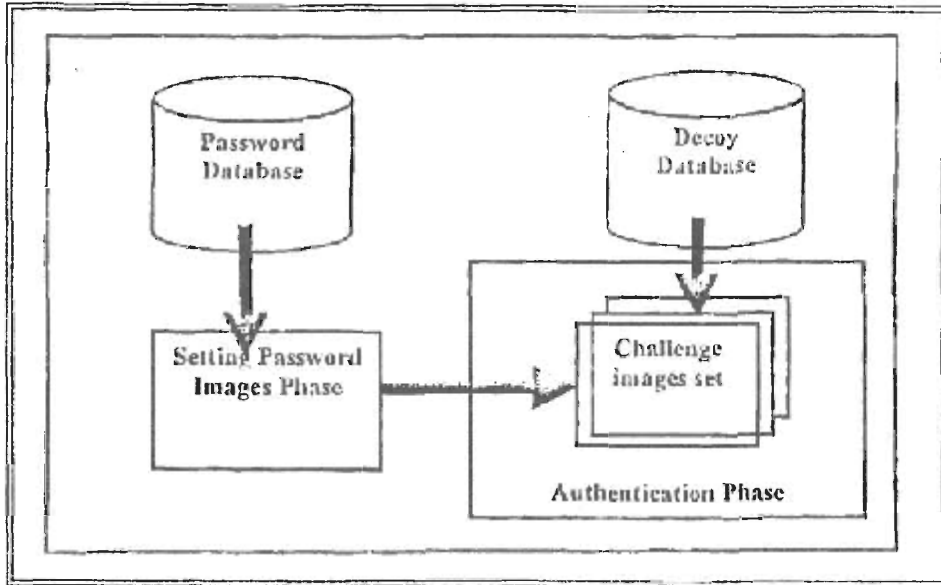 Password
Database
Decoy
Database
Setting Password
Images Phase
Challenge
images set
Authentication Phase